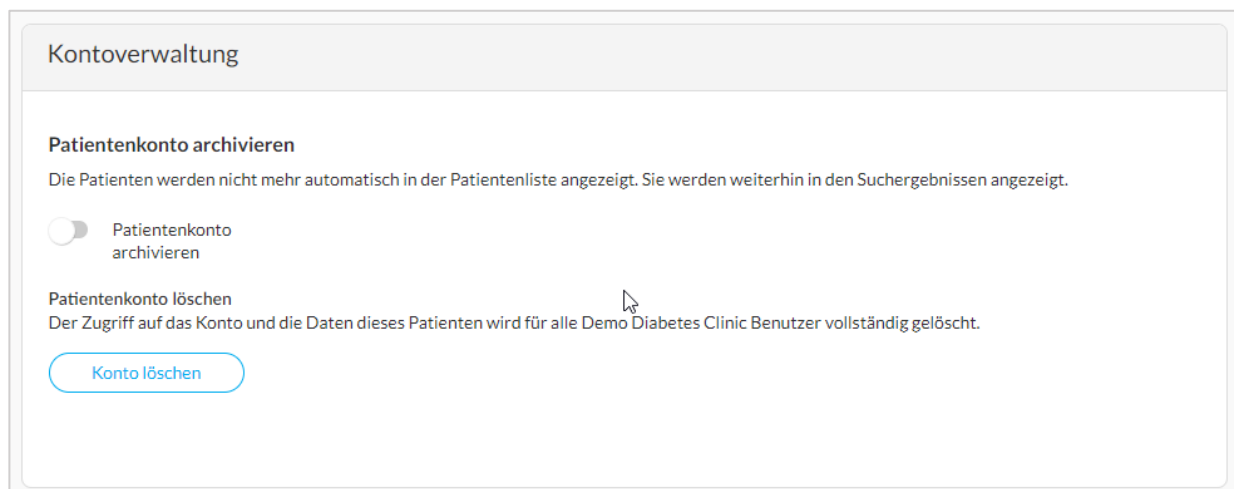 Kontoverwaltung
Patientenkonto archivieren
Die Patienten werden nicht mehr automatisch in der Patientenliste angezeigt. Sie werden weiterhin in den Suchergebnissen angezeigt.
Patientenkonto
archivieren
Patientenkonto löschen
Der Zugriff auf das Konto und die Daten dieses Patienten wird für alle Demo Diabetes Clinic Benutzer vollständig gelöscht.
Konto löschen